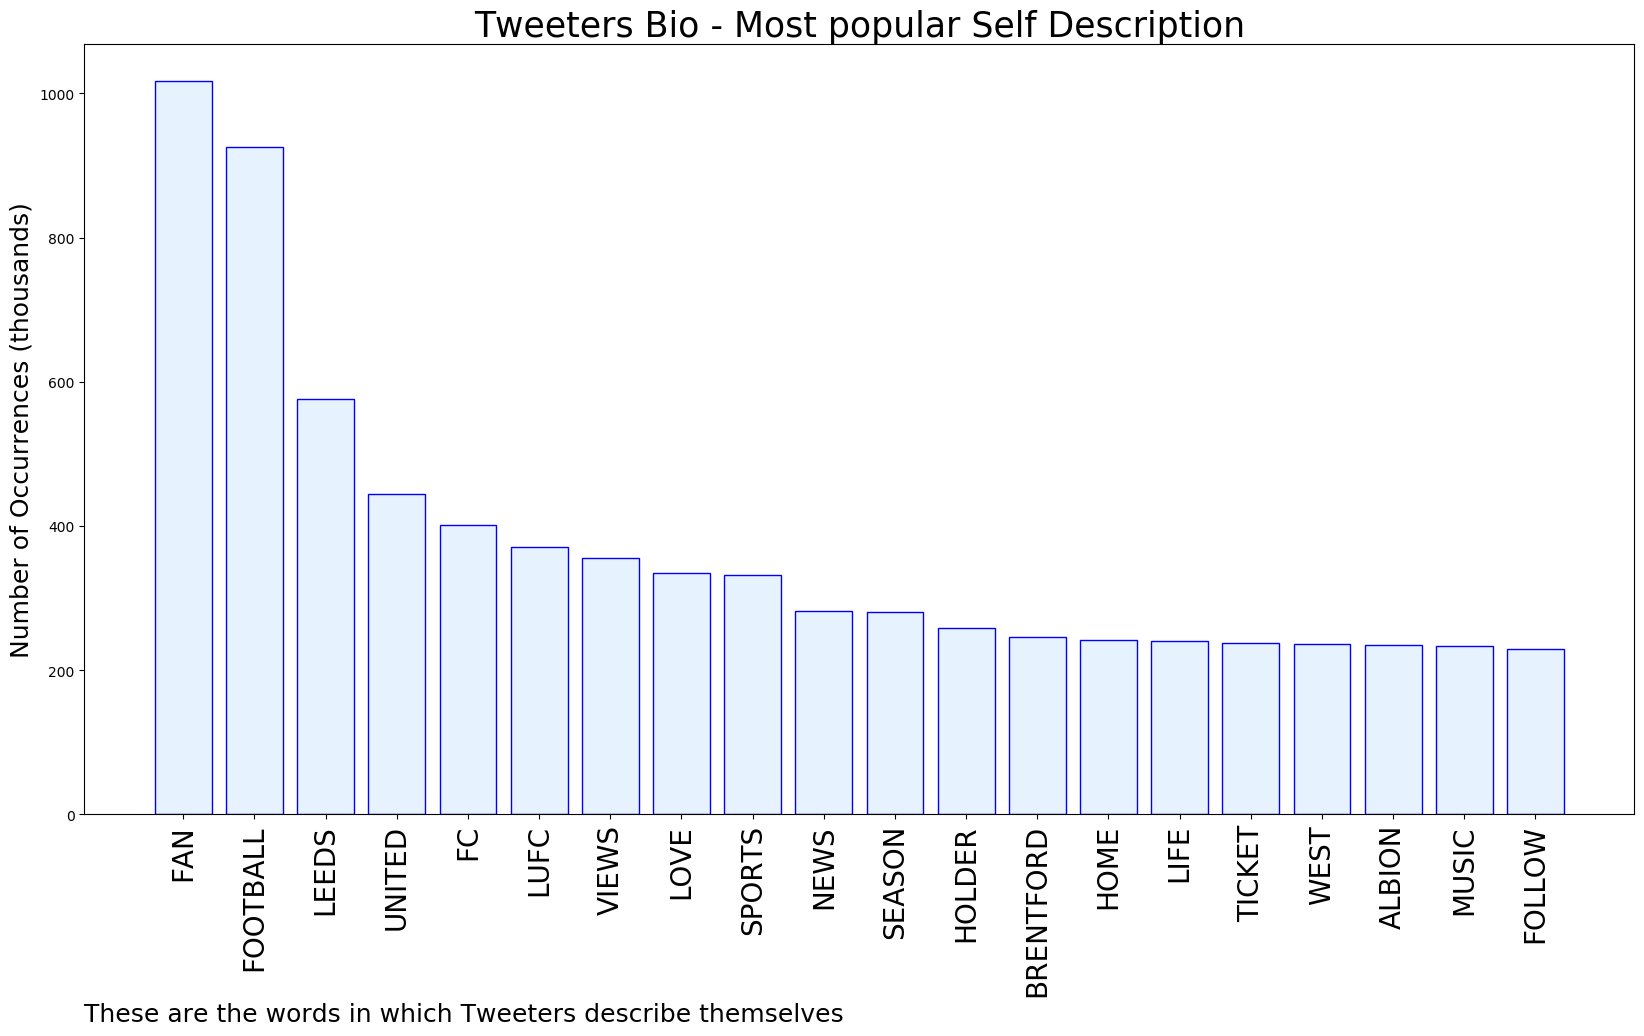 Tweeters Bio - Most popular Self Description
Number of Occurrences (thousands)
1000
800
600
400
200
0
FAN
FOOTBALL
LEEDS
UNITED
FC
LUFC
VIEWS
LOVE
SPORTS
NEWS
SEASON
HOLDER
BRENTFORD
HOME
LIFE
TICKET
WEST
ALBION
MUSIC
FOLLOW
These are the words in which Tweeters describe themselves